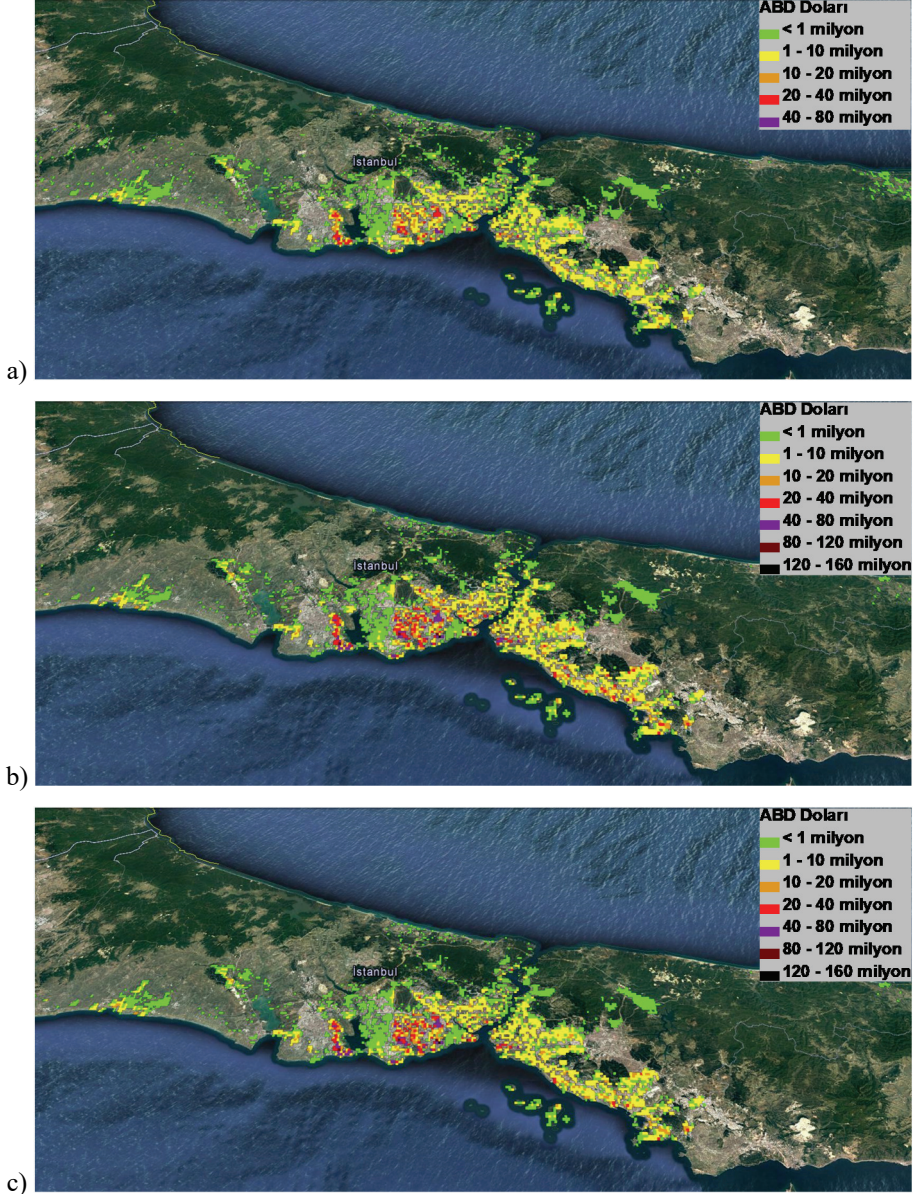 ABD Doları
< 1 milyon
1 - 10 milyon
10 - 20 milyon
20 - 40 milyon
40 - 80 milyon
İstanbul
a)
ABD Doları
< 1 milyon
1 - 10 milyon
10 - 20 milyon
20 - 40 milyon
40 - 80 milyon
80 - 120 milyon
120 - 160 milyon
İstanbul
b)
ABD Doları
< 1 milyon
1 - 10 milyon
10 - 20 milyon
20 - 40 milyon
40 - 80 milyon
80 - 120 milyon
120 - 160 milyon
İstanbul
c)